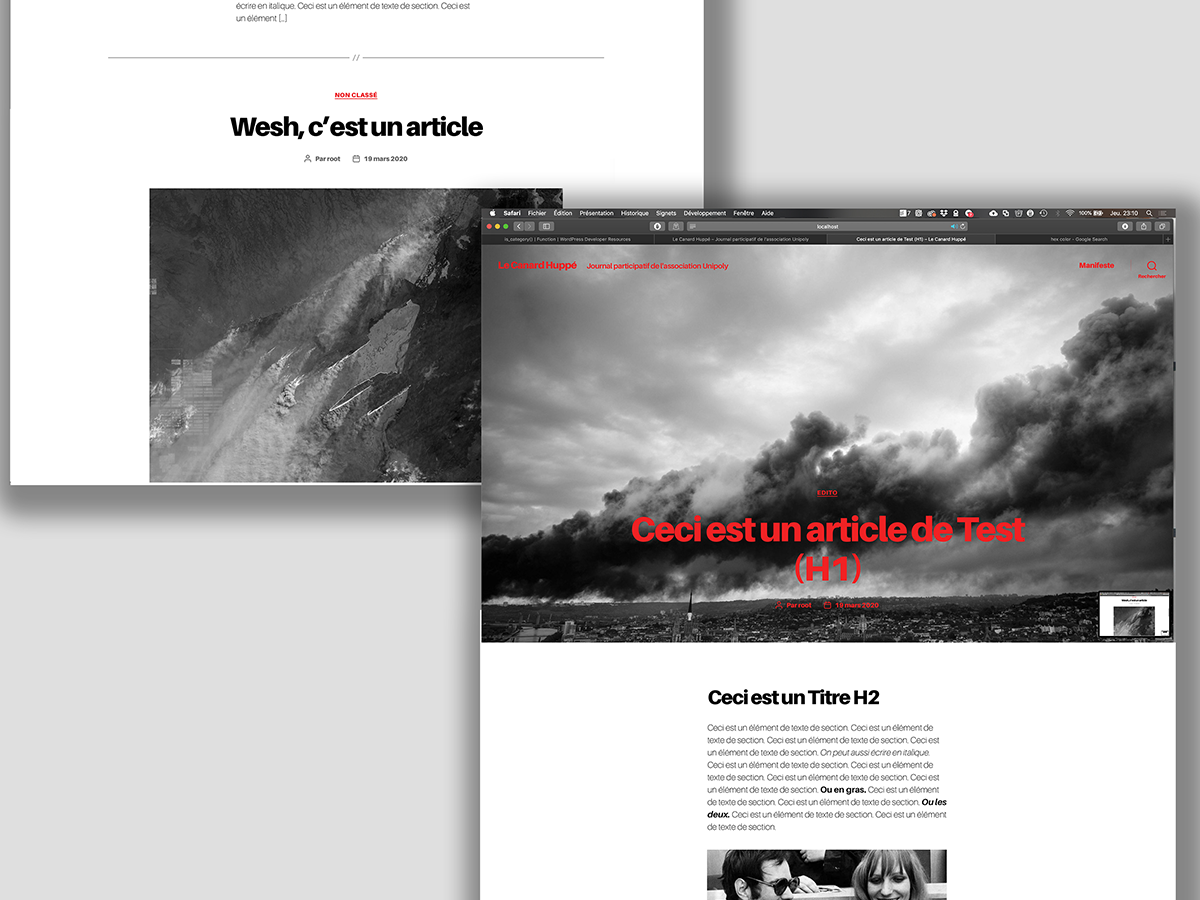 écrire en italique. Ceci est un élément de texte de section. Ceci est
un élément [...]
//
NON CLASSÉ
Wesh, c’est un article
Par root 19 mars 2020
Safari Fichier Édition Présentation Historique Signets Développement Fenêtre Aide 7 100% Jeu. 23:10
localhost
is_category() | Function | WordPress Developer Resources Le Canard Huppé – Journal participatif de l'association Unipoly Ceci est un article de Test (H1) – Le Canard Huppé hex color - Google Search
Le Canard Huppé Journal participatif de l'association Unipoly Manifeste
Rechercher
EDITO
Ceci est un article de Test
(H1)
Par root 19 mars 2020
Wesh, c'est un article
Ceci est un Titre H2
Ceci est un élément de texte de section. Ceci est un élément de
texte de section. Ceci est un élément de texte de section. Ceci est
un élément de texte de section. On peut aussi écrire en italique.
Ceci est un élément de texte de section. Ceci est un élément de
texte de section. Ceci est un élément de texte de section. Ceci est
un élément de texte de section. Ou en gras. Ceci est un élément
de texte de section. Ceci est un élément de texte de section. Ou les
deux. Ceci est un élément de texte de section. Ceci est un élément
de texte de section.